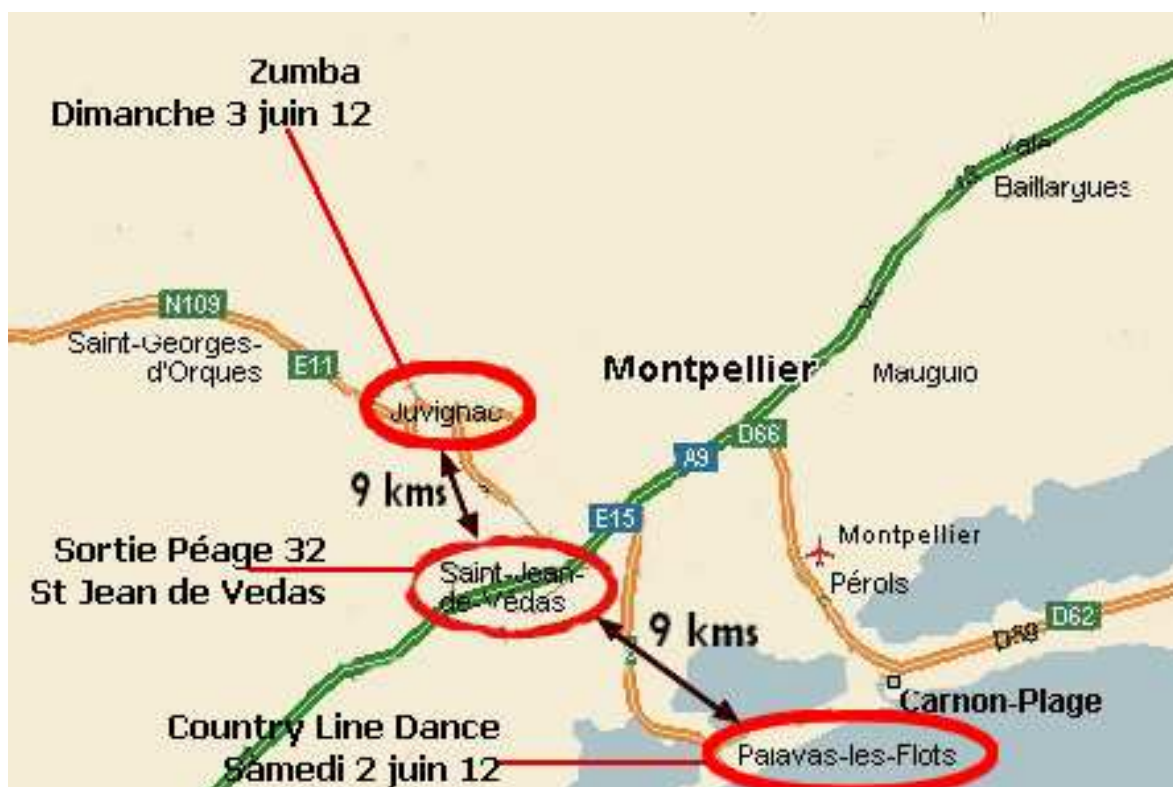 Zumba
Dimanche 3 juin 12
Baillargues
N109
Saint-Georges-
d'Orques
E11
Montpellier
Mauguio
Juvignac
D66
A9
9 kms
E15
Montpellier
Sortie Péage 32
St Jean de Vedas
Saint-Jean-
de-Védas
Pérols
D62
9 kms
Carnon-Plage
Country Line Dance
Samedi 2 juin 12
Palavas-les-Flots